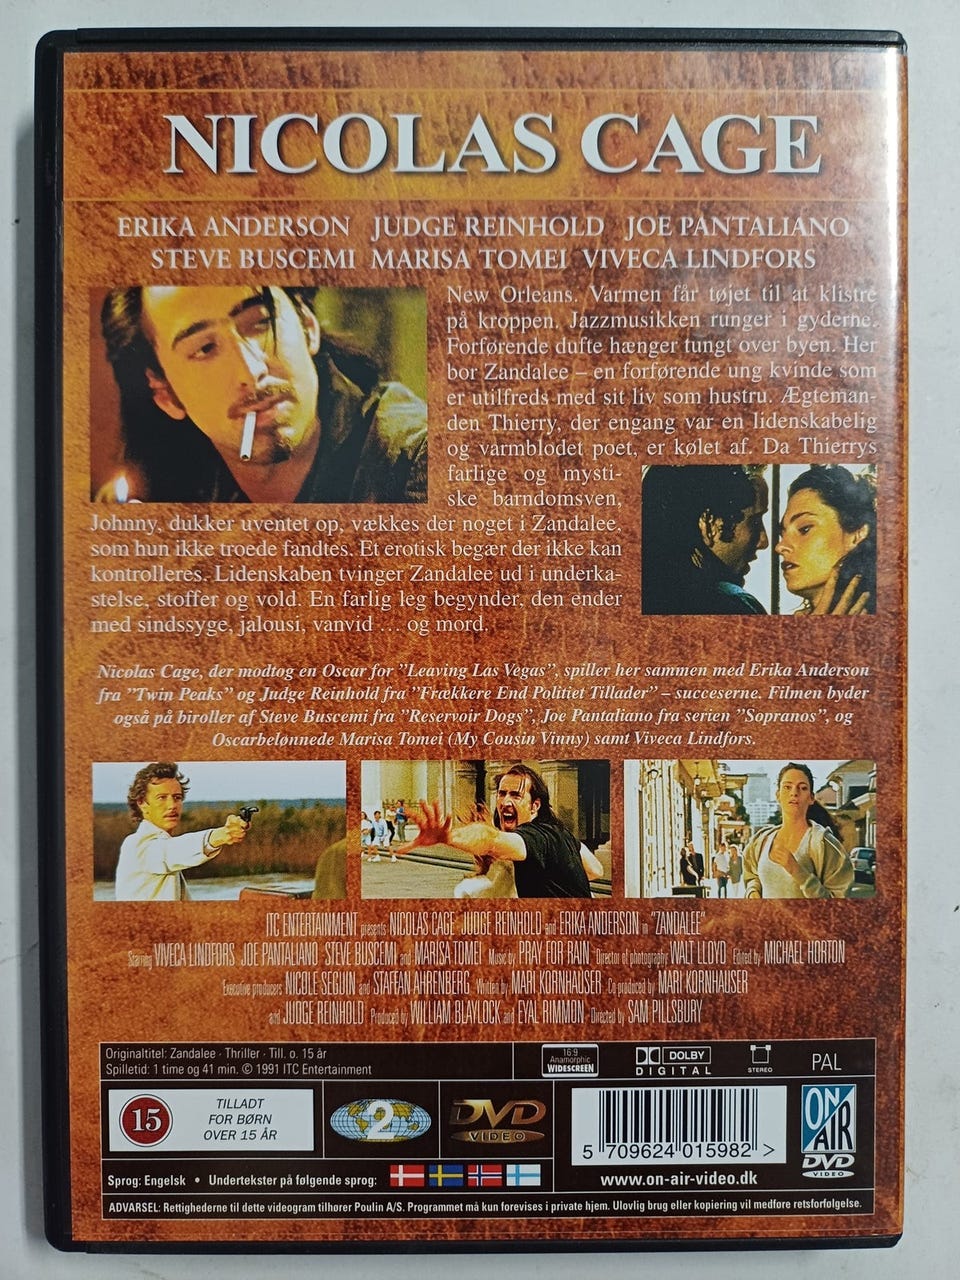 NICOLAS CAGE
ERIKA ANDERSON JUDGE REINHOLD JOE PANTALIANO
STEVE BUSCEMI MARISA TOMEI VIVECA LINDFORS
New Orleans. Varmen får tøjet til at klistre
på kroppen. Jazzmusikken runger i gyderne.
Forførende dufte hænger tungt over byen. Her
bor Zandalee – en forførende ung kvinde som
er utilfreds med sit liv som hustru. Ægteman-
den Thierry, der engang var en lidenskabelig
og varmblodet poet, er kølet af. Da Thierrys
farlige og mysti-
ske barndomsven,
Johnny, dukker uventet op, vækkes der noget i Zandalee,
som hun ikke troede fandtes. Et erotisk begær der ikke kan
kontrolleres. Lidenskaben tvinger Zandalee ud i underka-
stelse, stoffer og vold. En farlig leg begynder, den ender
med sindssyge, jalousi, vanvid ... og mord.
Nicolas Cage, der modtog en Oscar for "Leaving Las Vegas", spiller her sammen med Erika Anderson
fra "Twin Peaks" og Judge Reinhold fra "Frækkere End Politiet Tillader" – succeserne. Filmen byder
også på biroller af Steve Buscemi fra "Reservoir Dogs", Joe Pantaliano fra serien "Sopranos", og
Oscarbelønnede Marisa Tomei (My Cousin Vinny) samt Viveca Lindfors.
ITC ENTERTAINMENT presents NICOLAS CAGE JUDGE REINHOLD and ERIKA ANDERSON in "ZANDALEE"
Starring VIVECA LINDFORS JOE PANTALIANO STEVE BUSCEMI and MARISA TOMEI Music by PRAY FOR RAIN Director of photography WALT LLOYD Edited by MICHAEL HORTON
Executive producers NICOLE SEGUIN and STAFFAN AHRENBERG Written by MARI KORNHAUSER Co-produced by MARI KORNHAUSER
and JUDGE REINHOLD Produced by WILLIAM BLAYLOCK and EYAL RIMMON Directed by SAM PILLSBURY
Originaltitel: Zandalee · Thriller · Till. o. 15 år
Spilletid: 1 time og 41 min. © 1991 ITC Entertainment
16:9
Anamorphic
WIDESCREEN
DOLBY
DIGITAL
STEREO
PAL
15
TILLADT
FOR BØRN
OVER 15 ÅR
2
DVD
VIDEO
5 709624 015982 >
ON
AIR
DVD
VIDEO
Sprog: Engelsk • Undertekster på følgende sprog:
www.on-air-video.dk
ADVARSEL: Rettighederne til dette videogram tilhører Poulin A/S. Programmet må kun forevises i private hjem. Ulovlig brug eller kopiering vil medføre retsforfølgelse.